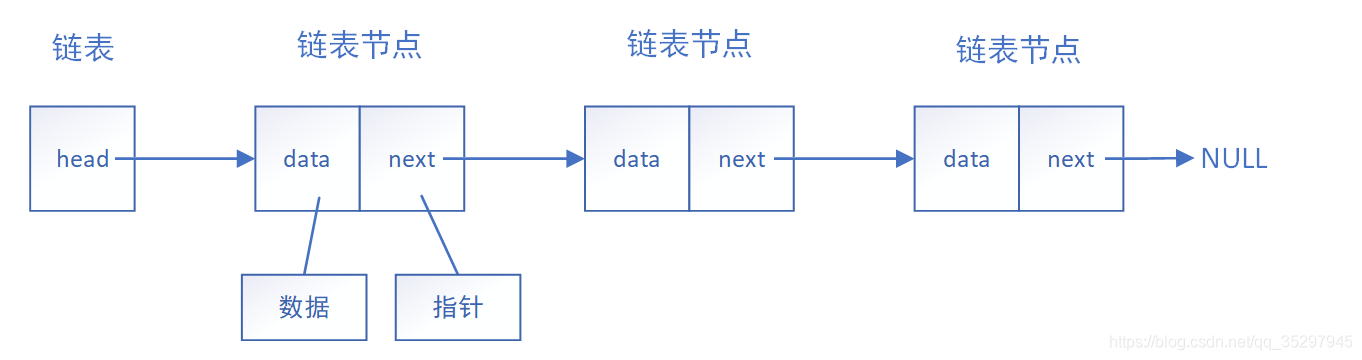 链表 链表节点 链表节点 链表节点
head data next data next data next NULL
数据 指针
https://blog.csdn.net/qq_35297945